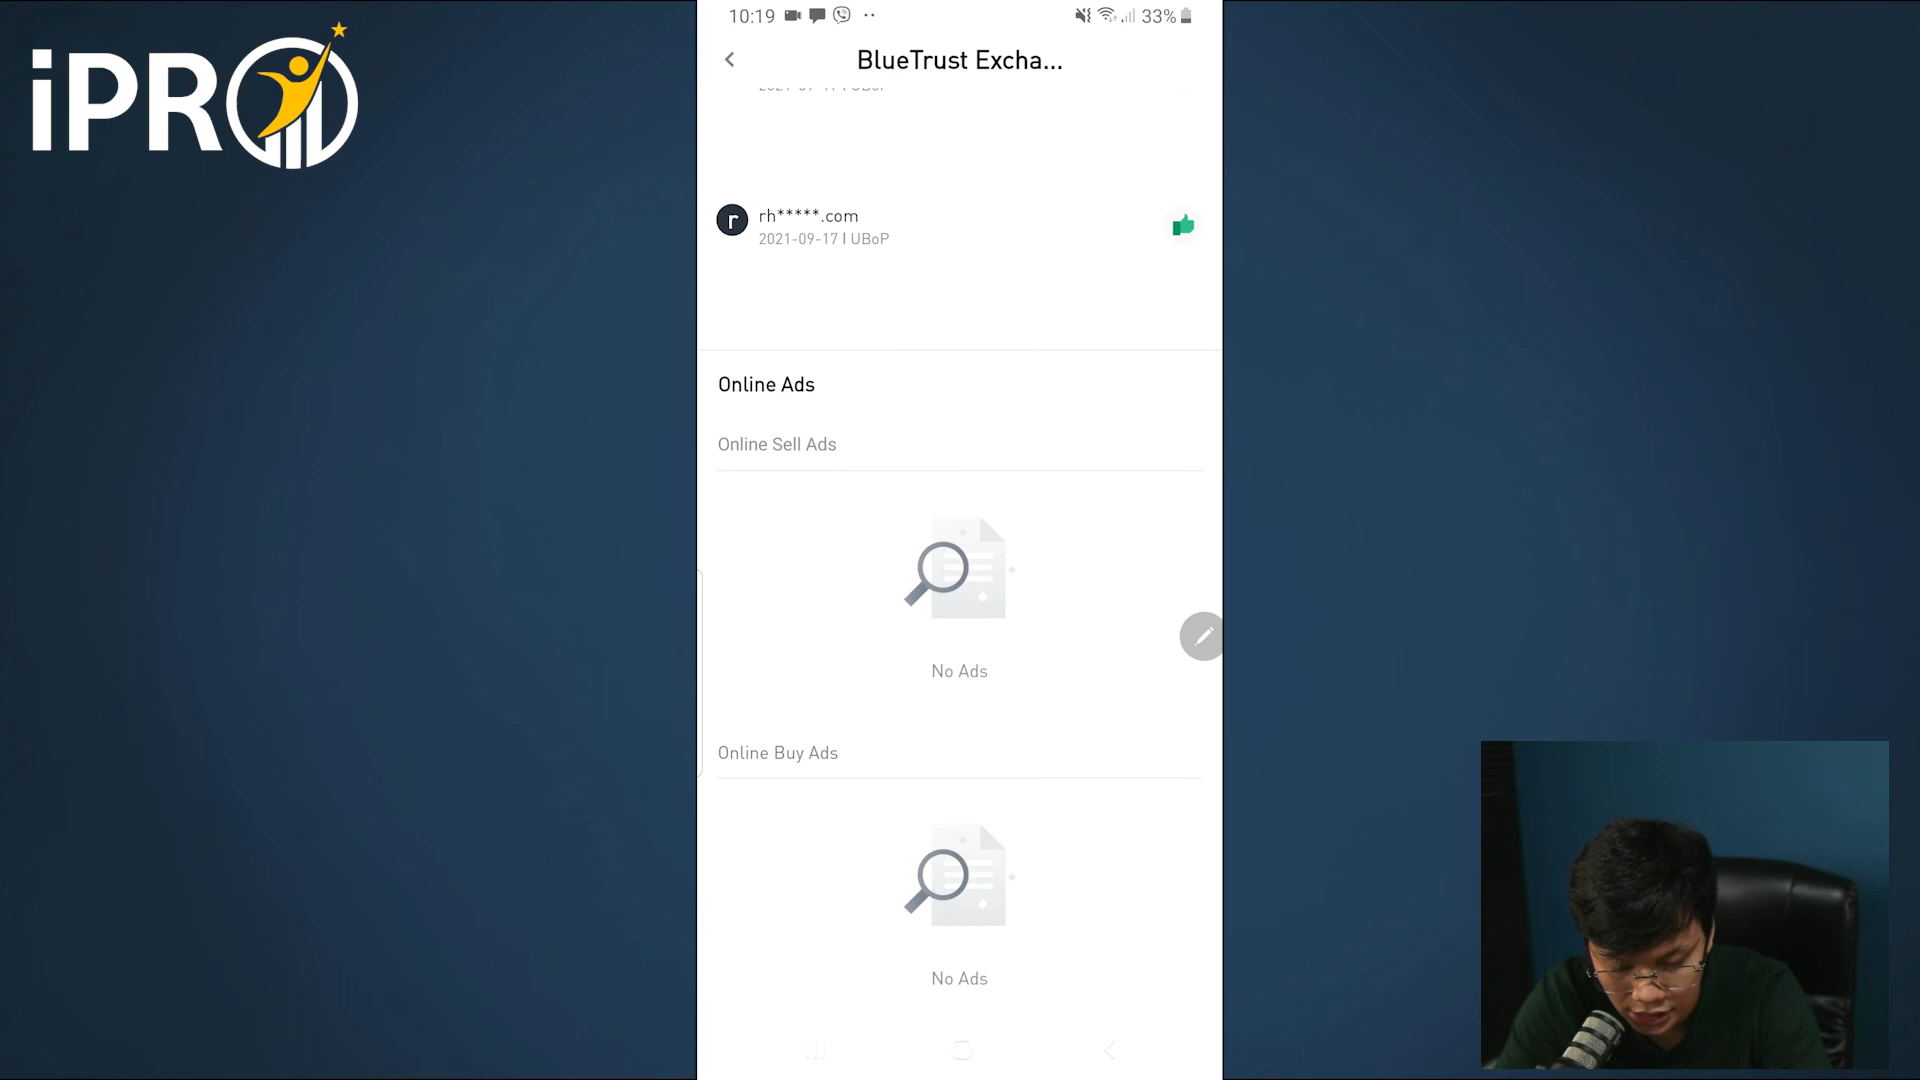 iPRO
10:19
33%
BlueTrust Excha...
rh*****.com
2021-09-17 | UBoP
Online Ads
Online Sell Ads
No Ads
Online Buy Ads
No Ads